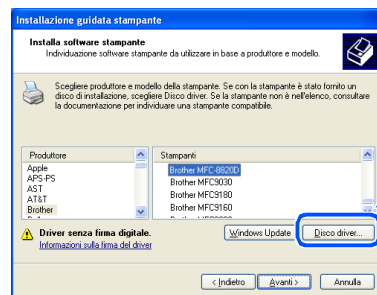 Installazione guidata stampante
Installa software stampante
Individuazione software stampante da utilizzare in base a produttore e modello.
Scegliere produttore e modello della stampante. Se con la stampante è stato fornito un
disco di installazione, scegliere Disco driver. Se la stampante non è nell'elenco, consultare
la documentazione per individuare una stampante compatibile.
Produttore
Apple
APS-PS
AST
AT&T
Brother
Stampanti
Brother MFC-8820D
Brother MFC9030
Brother MFC9180
Brother MFC9160
Driver senza firma digitale.
Informazioni sulla firma del driver
Windows Update
Disco driver...
< Indietro
Avanti >
Annulla